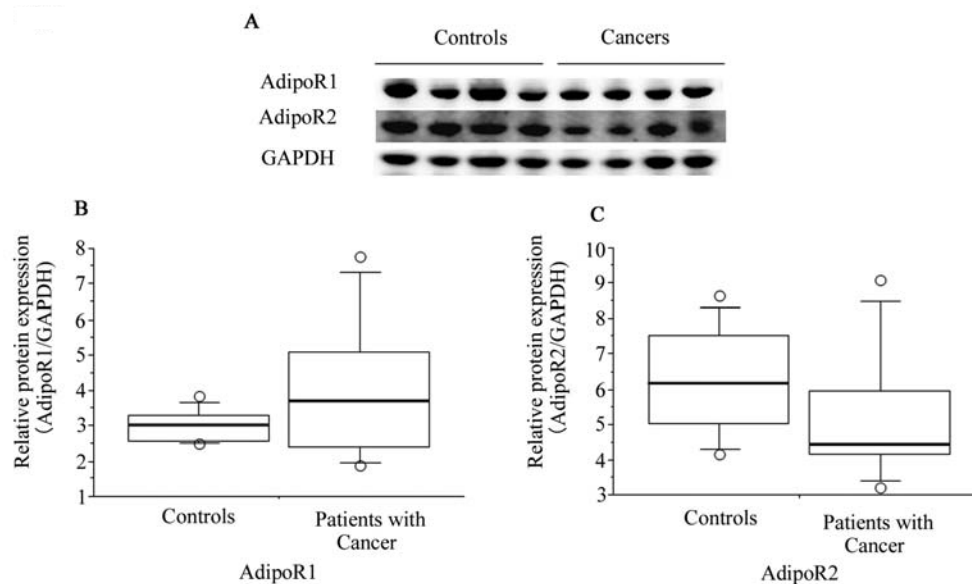 A
Controls Cancers
AdipoR1
AdipoR2
GAPDH
B
Relative protein expression
(AdipoR1/GAPDH)
8
7
6
5
4
3
2
1
Controls
Patients with
Cancer
AdipoR1
C
Relative protein expression
(AdipoR2/GAPDH)
10
9
8
7
6
5
4
3
Controls
Patients with
Cancer
AdipoR2